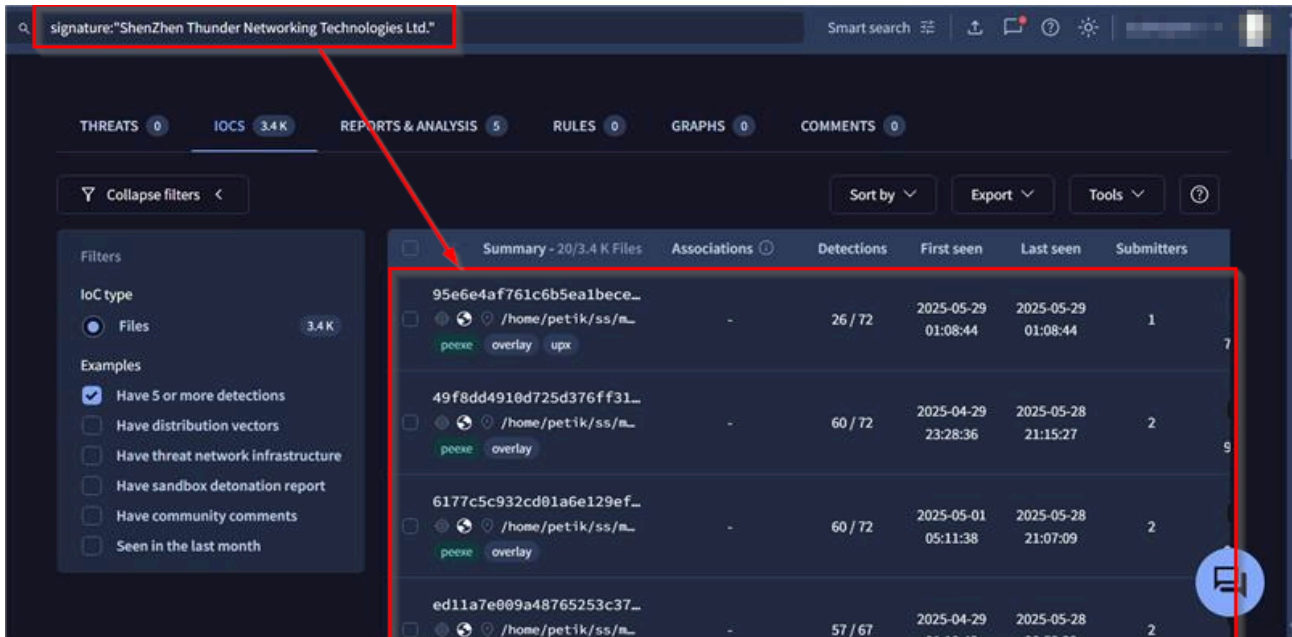 signature:"ShenZhen Thunder Networking Technologies Ltd."
Smart search
THREATS 0 IOCS 3.4 K REPORTS & ANALYSIS 5 RULES 0 GRAPHS 0 COMMENTS 0
Collapse filters
Sort by Export Tools
Filters
IoC type
Files 3.4 K
Examples
Have 5 or more detections
Have distribution vectors
Have threat network infrastructure
Have sandbox detonation report
Have community comments
Seen in the last month
Summary - 20/3.4 K Files Associations Detections First seen Last seen Submitters
95e6e4af761c6b5ea1bece…
/home/petik/ss/m… - 26 / 72 2025-05-29 01:08:44 2025-05-29 01:08:44 1
peexe overlay upx
49f8dd4910d725d376ff31…
/home/petik/ss/m… - 60 / 72 2025-04-29 23:28:36 2025-05-28 21:15:27 2
peexe overlay
6177c5c932cd01a6e129ef…
/home/petik/ss/m… - 60 / 72 2025-05-01 05:11:38 2025-05-28 21:07:09 2
peexe overlay
ed11a7e009a48765253c37…
/home/petik/ss/m… - 57 / 67 2025-04-29 2025-05-28 2